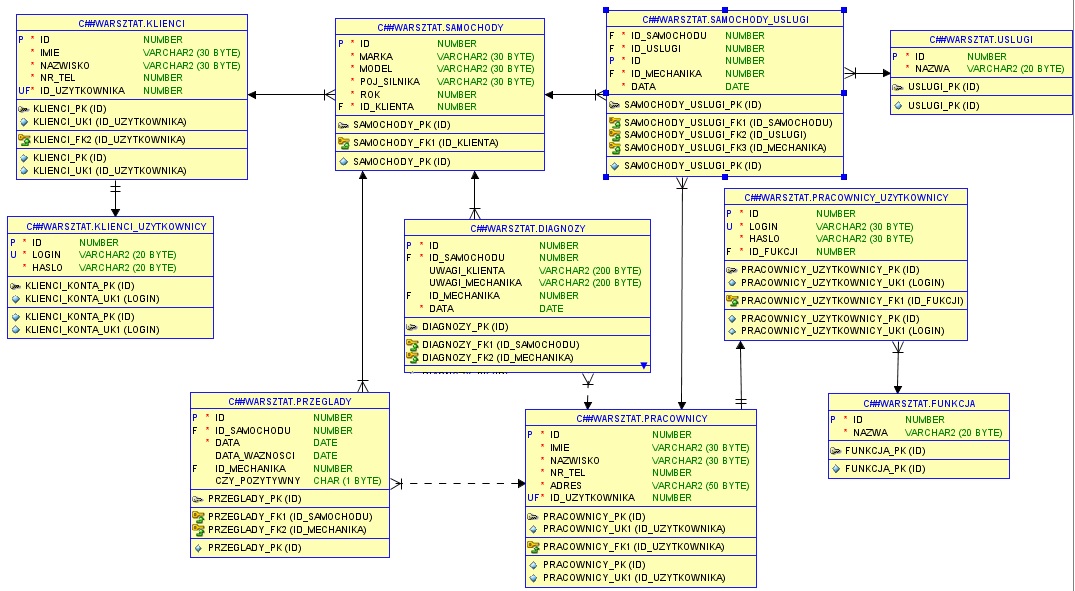 C##WARSZTAT.KLIENCI
P * ID NUMBER
* IMIE VARCHAR2 (30 BYTE)
* NAZWISKO VARCHAR2 (30 BYTE)
* NR_TEL NUMBER
UF* ID_UZYTKOWNIKA NUMBER
KLIENCI_PK (ID)
KLIENCI_UK1 (ID_UZYTKOWNIKA)
KLIENCI_FK2 (ID_UZYTKOWNIKA)
KLIENCI_PK (ID)
KLIENCI_UK1 (ID_UZYTKOWNIKA)
C##WARSZTAT.SAMOCHODY
P * ID NUMBER
* MARKA VARCHAR2 (30 BYTE)
* MODEL VARCHAR2 (30 BYTE)
* POJ_SILNIKA VARCHAR2 (30 BYTE)
* ROK NUMBER
F * ID_KLIENTA NUMBER
SAMOCHODY_PK (ID)
SAMOCHODY_FK1 (ID_KLIENTA)
SAMOCHODY_PK (ID)
C##WARSZTAT.SAMOCHODY_USLUGI
F * ID_SAMOCHODU NUMBER
F * ID_USLUGI NUMBER
P * ID NUMBER
F * ID_MECHANIKA NUMBER
* DATA DATE
SAMOCHODY_USLUGI_PK (ID)
SAMOCHODY_USLUGI_FK1 (ID_SAMOCHODU)
SAMOCHODY_USLUGI_FK2 (ID_USLUGI)
SAMOCHODY_USLUGI_FK3 (ID_MECHANIKA)
SAMOCHODY_USLUGI_PK (ID)
C##WARSZTAT.USLUGI
P * ID NUMBER
* NAZWA VARCHAR2 (20 BYTE)
USLUGI_PK (ID)
USLUGI_PK (ID)
C##WARSZTAT.KLIENCI_UZYTKOWNICY
P * ID NUMBER
U * LOGIN VARCHAR2 (20 BYTE)
* HASLO VARCHAR2 (20 BYTE)
KLIENCI_KONTA_PK (ID)
KLIENCI_KONTA_UK1 (LOGIN)
KLIENCI_KONTA_PK (ID)
KLIENCI_KONTA_UK1 (LOGIN)
C##WARSZTAT.DIAGNOZY
P * ID NUMBER
F * ID_SAMOCHODU NUMBER
UWAGI_KLIENTA VARCHAR2 (200 BYTE)
UWAGI_MECHANIKA VARCHAR2 (200 BYTE)
F ID_MECHANIKA NUMBER
* DATA DATE
DIAGNOZY_PK (ID)
DIAGNOZY_FK1 (ID_SAMOCHODU)
DIAGNOZY_FK2 (ID_MECHANIKA)
C##WARSZTAT.PRACOWNICY_UZYTKOWNICY
P * ID NUMBER
U * LOGIN VARCHAR2 (30 BYTE)
* HASLO VARCHAR2 (30 BYTE)
F * ID_FUKCJI NUMBER
PRACOWNICY_UZYTKOWNICY_PK (ID)
PRACOWNICY_UZYTKOWNICY_UK1 (LOGIN)
PRACOWNICY_UZYTKOWNICY_FK1 (ID_FUKCJI)
PRACOWNICY_UZYTKOWNICY_PK (ID)
PRACOWNICY_UZYTKOWNICY_UK1 (LOGIN)
C##WARSZTAT.PRZEGLADY
P * ID NUMBER
F * ID_SAMOCHODU NUMBER
* DATA DATE
DATA_WAZNOSCI DATE
F ID_MECHANIKA NUMBER
CZY_POZYTYWNY CHAR (1 BYTE)
PRZEGLADY_PK (ID)
PRZEGLADY_FK1 (ID_SAMOCHODU)
PRZEGLADY_FK2 (ID_MECHANIKA)
PRZEGLADY_PK (ID)
C##WARSZTAT.PRACOWNICY
P * ID NUMBER
* IMIE VARCHAR2 (30 BYTE)
* NAZWISKO VARCHAR2 (30 BYTE)
* NR_TEL NUMBER
* ADRES VARCHAR2 (50 BYTE)
UF* ID_UZYTKOWNIKA NUMBER
PRACOWNICY_PK (ID)
PRACOWNICY_UK1 (ID_UZYTKOWNIKA)
PRACOWNICY_FK1 (ID_UZYTKOWNIKA)
PRACOWNICY_PK (ID)
PRACOWNICY_UK1 (ID_UZYTKOWNIKA)
C##WARSZTAT.FUNKCJA
P * ID NUMBER
* NAZWA VARCHAR2 (20 BYTE)
FUNKCJA_PK (ID)
FUNKCJA_PK (ID)